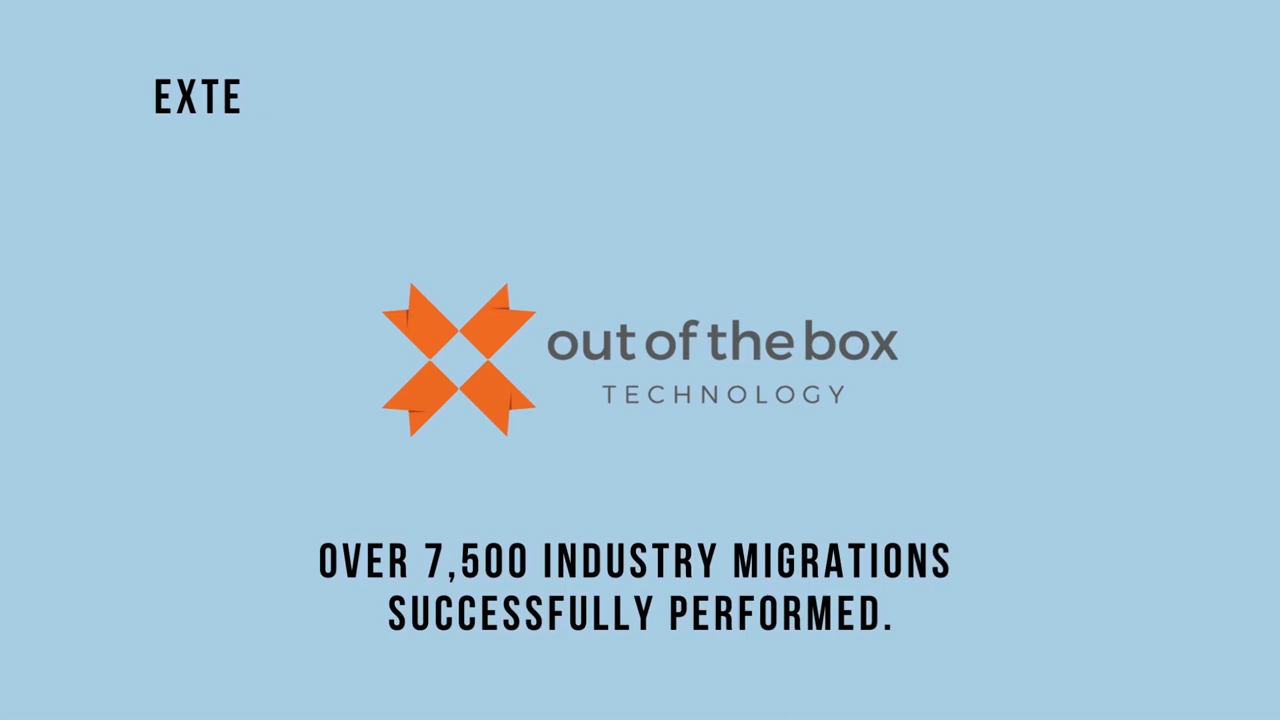 EXTE
out of the box
TECHNOLOGY
OVER 7,500 INDUSTRY MIGRATIONS
SUCCESSFULLY PERFORMED.